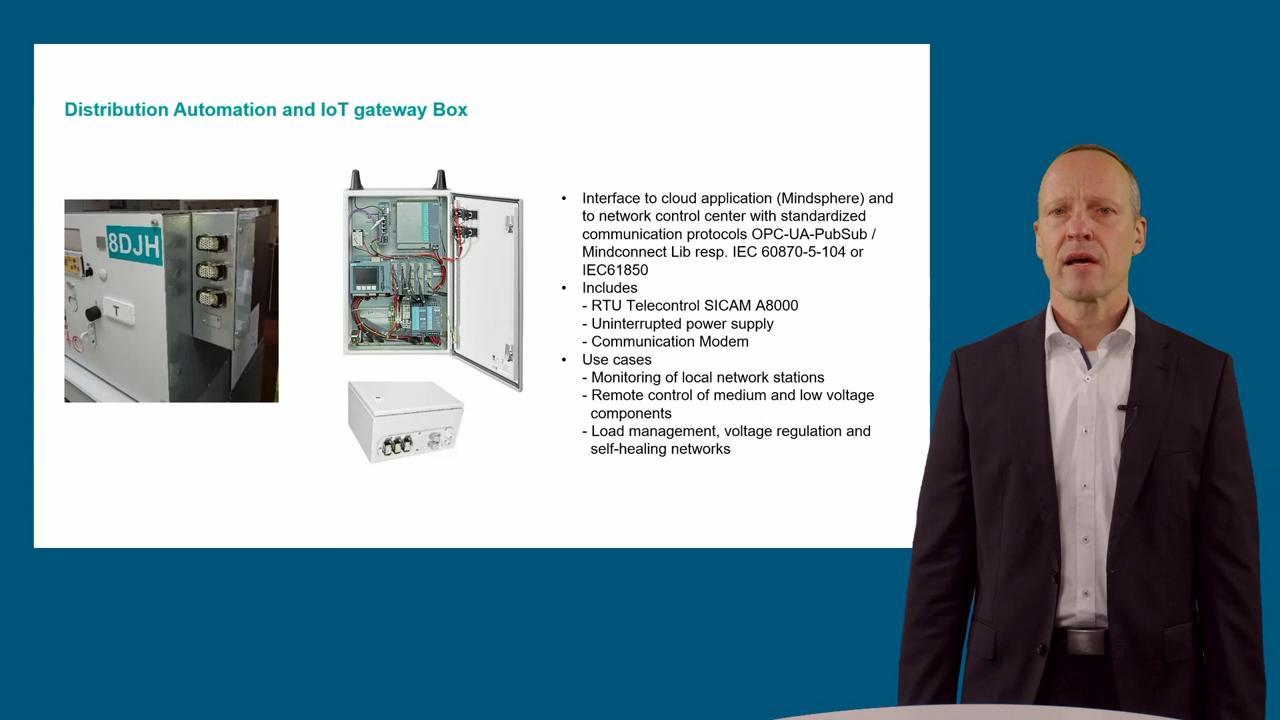 Distribution Automation and IoT gateway Box
8DJH
T
• Interface to cloud application (Mindsphere) and
to network control center with standardized
communication protocols OPC-UA-PubSub /
Mindconnect Lib resp. IEC 60870-5-104 or
IEC61850
• Includes
- RTU Telecontrol SICAM A8000
- Uninterrupted power supply
- Communication Modem
• Use cases
- Monitoring of local network stations
- Remote control of medium and low voltage
components
- Load management, voltage regulation and
self-healing networks